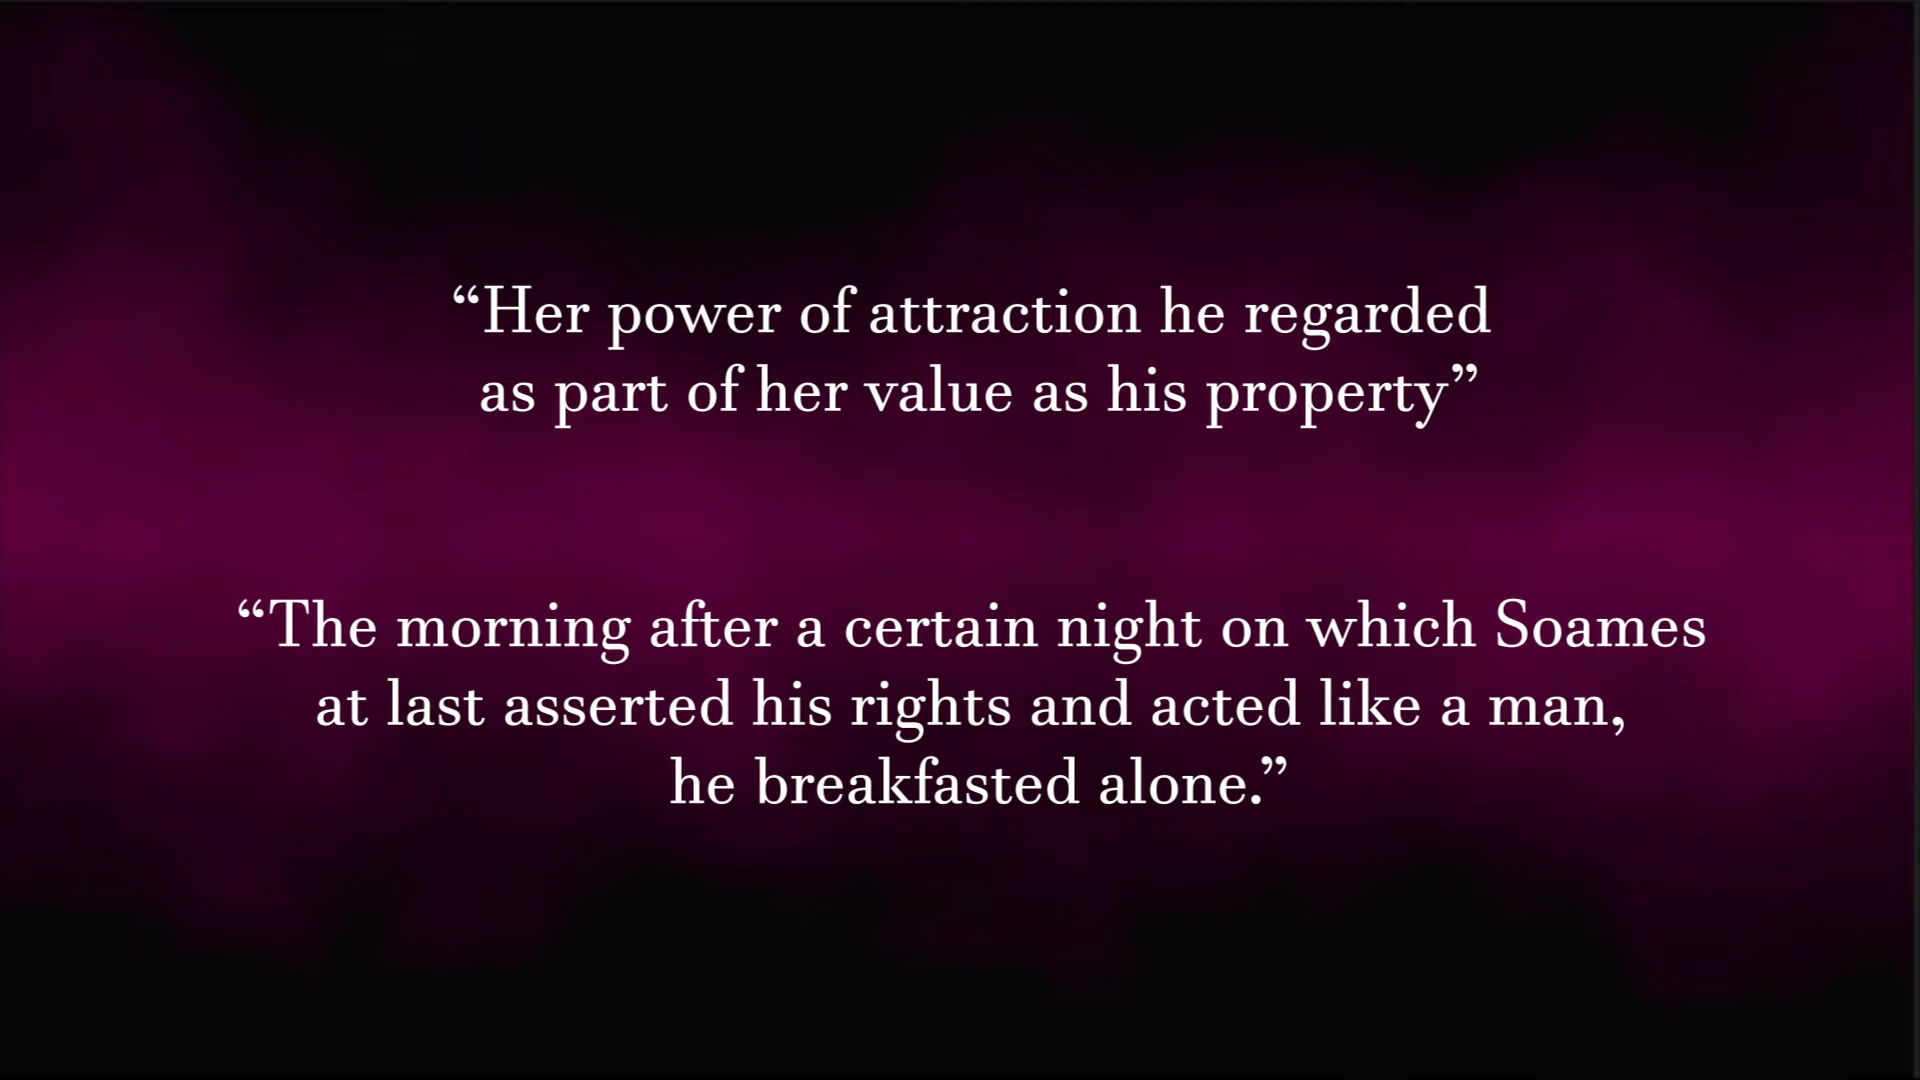 “Her power of attraction he regarded
as part of her value as his property”
“The morning after a certain night on which Soames
at last asserted his rights and acted like a man,
he breakfasted alone.”